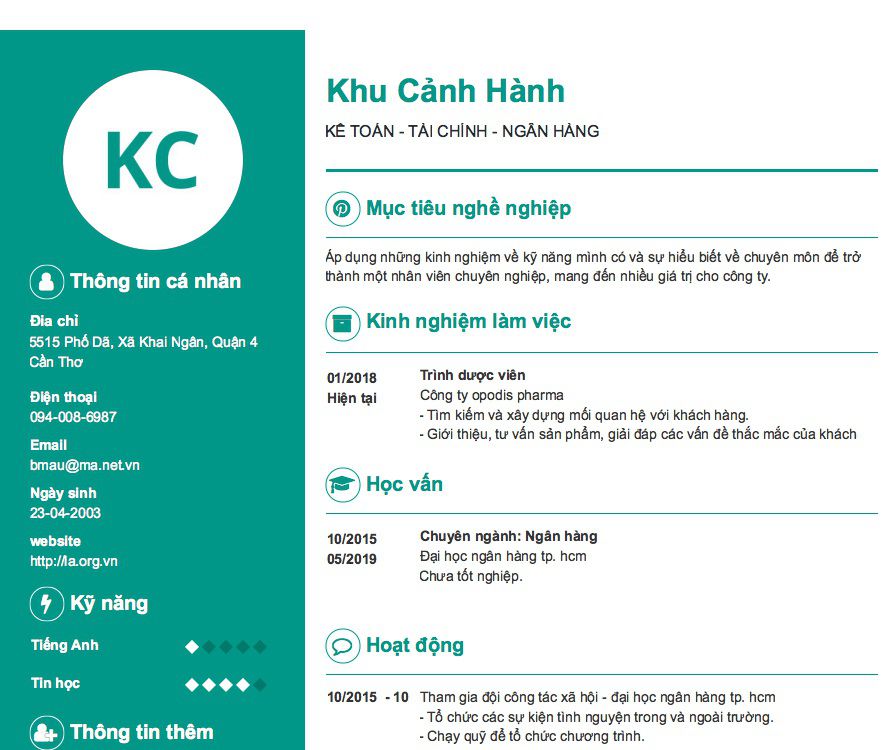 KC
Thông tin cá nhân
Đia chỉ
5515 Phố Dã, Xã Khai Ngân, Quận 4
Cần Thơ
Điện thoại
094-008-6987
Email
bmau@ma.net.vn
Ngày sinh
23-04-2003
website
http://la.org.vn
Kỹ năng
Tiếng Anh
Tin học
Thông tin thêm
Khu Cảnh Hành
KẾ TOÁN - TÀI CHÍNH - NGÂN HÀNG
Mục tiêu nghề nghiệp
Áp dụng những kinh nghiệm về kỹ năng mình có và sự hiểu biết về chuyên môn để trở
thành một nhân viên chuyên nghiệp, mang đến nhiều giá trị cho công ty.
Kinh nghiệm làm việc
01/2018
Hiện tại
Trình dược viên
Công ty opodis pharma
- Tìm kiếm và xây dựng mối quan hệ với khách hàng.
- Giới thiệu, tư vấn sản phẩm, giải đáp các vấn đề thắc mắc của khách
Học vấn
10/2015
05/2019
Chuyên ngành: Ngân hàng
Đại học ngân hàng tp. hcm
Chưa tốt nghiệp.
Hoạt động
10/2015 - 10
Tham gia đội công tác xã hội - đại học ngân hàng tp. hcm
- Tổ chức các sự kiện tình nguyện trong và ngoài trường.
- Chạy quỹ để tổ chức chương trình.